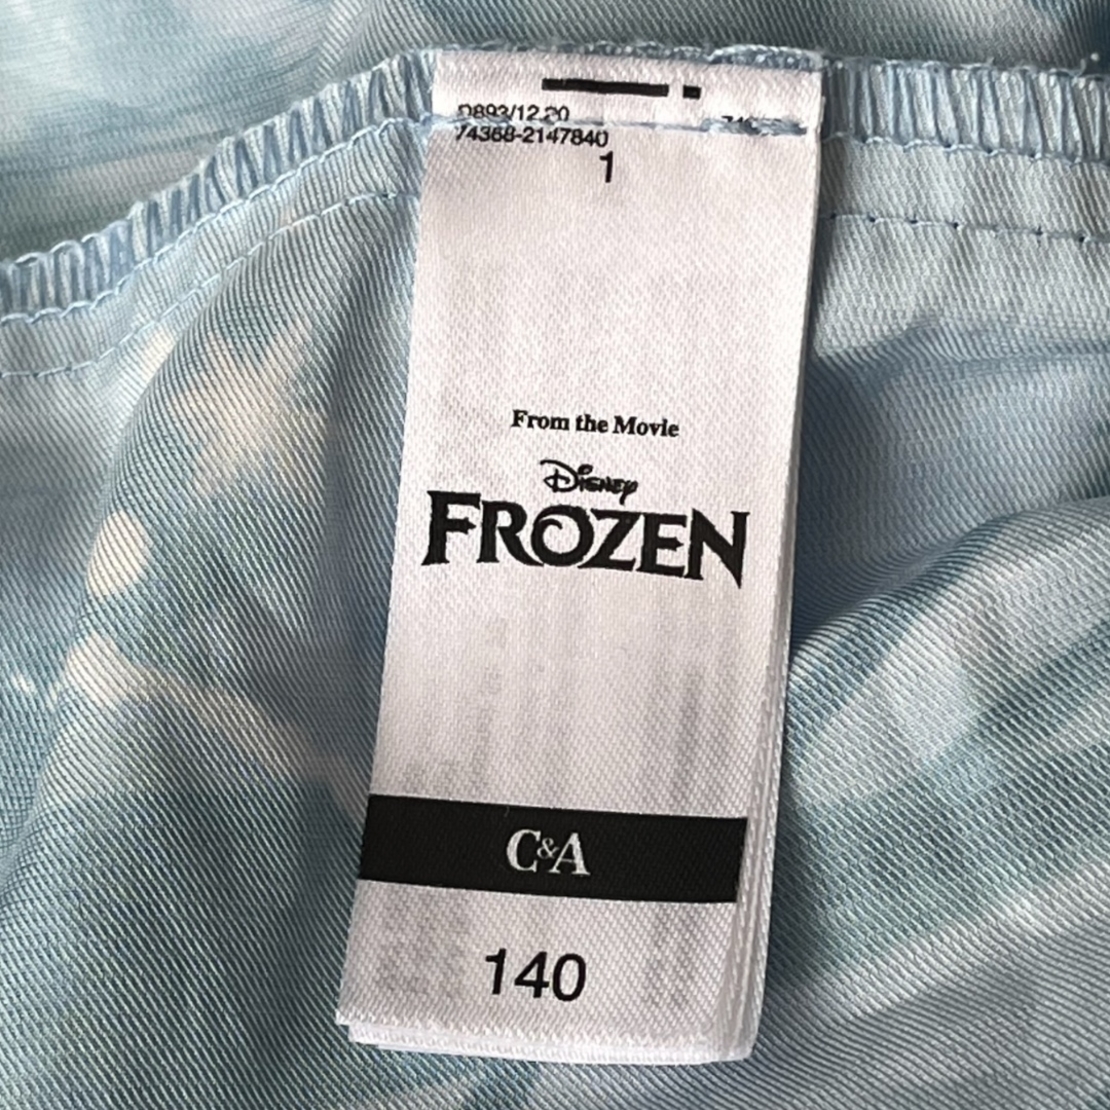 D893/12.20
74368-2147840
1
From the Movie
Disney
FROZEN
C&A
140